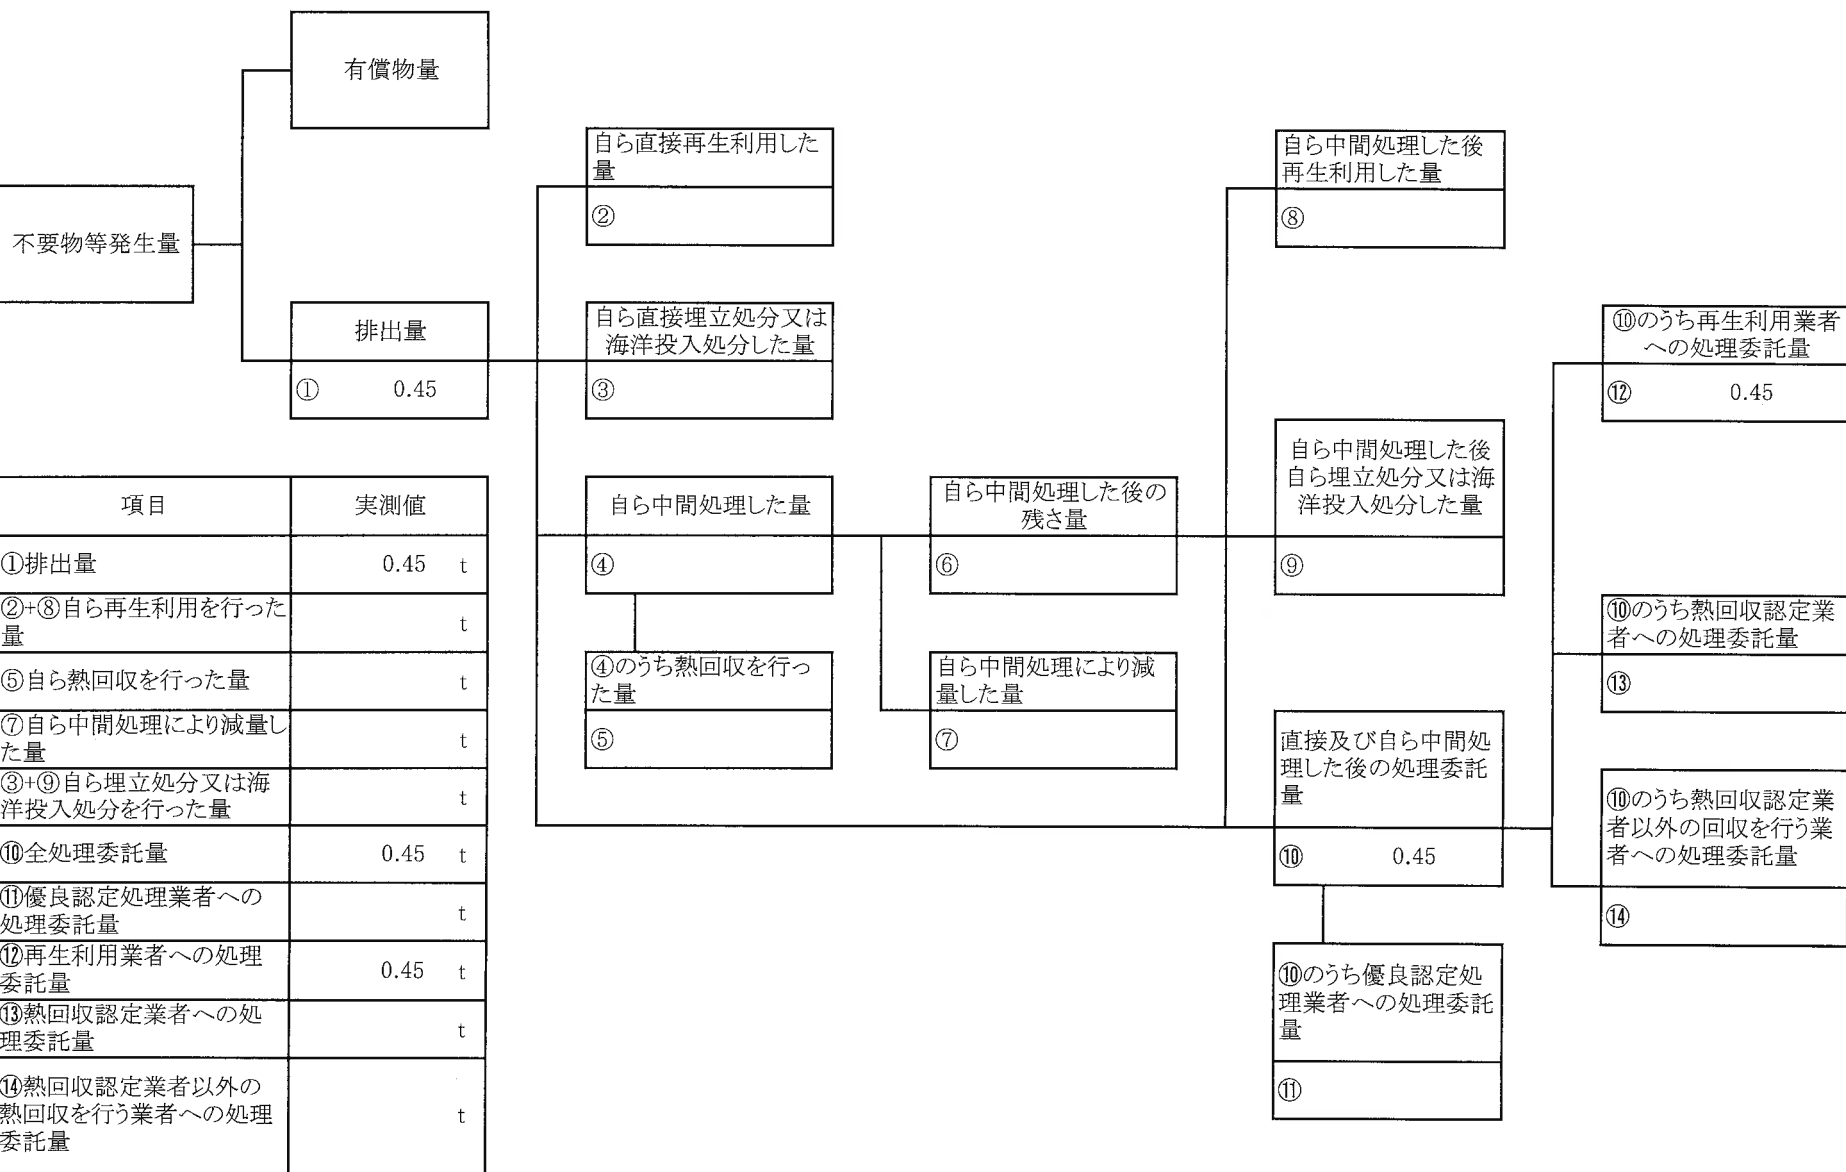 有償物量
不要物等発生量
排出量
① 0.45
自ら直接再生利用した
量
②
自ら直接埋立処分又は
海洋投入処分した量
③
自ら中間処理した量
④
④のうち熱回収を行っ
た量
⑤
自ら中間処理した後の
残さ量
⑥
自ら中間処理により減
量した量
⑦
自ら中間処理した後
再生利用した量
⑧
自ら中間処理した後
自ら埋立処分又は海
洋投入処分した量
⑨
直接及び自ら中間処
理した後の処理委託
量
⑩ 0.45
⑩のうち優良認定処
理業者への処理委託
量
⑪
⑩のうち再生利用業者
への処理委託量
⑫ 0.45
⑩のうち熱回収認定業
者への処理委託量
⑬
⑩のうち熱回収認定業
者以外の回収を行う業
者への処理委託量
⑭
項目 実測値
①排出量 0.45 t
②+⑧自ら再生利用を行った
量 t
⑤自ら熱回収を行った量 t
⑦自ら中間処理により減量し
た量 t
③+⑨自ら埋立処分又は海
洋投入処分を行った量 t
⑩全処理委託量 0.45 t
⑪優良認定処理業者への
処理委託量 t
⑫再生利用業者への処理
委託量 0.45 t
⑬熱回収認定業者への処
理委託量 t
⑭熱回収認定業者以外の
熱回収を行う業者への処理
委託量 t